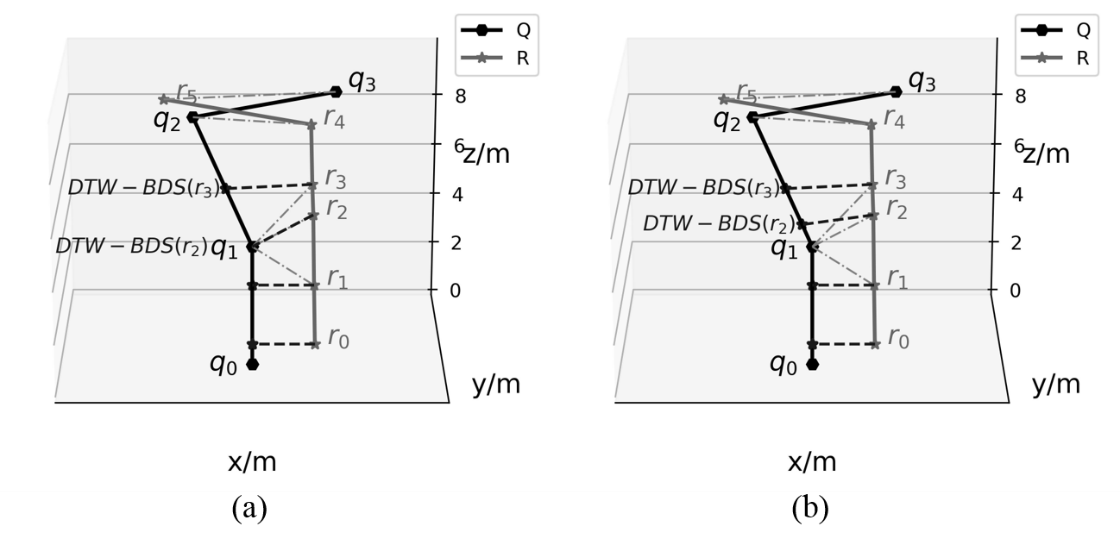 Q
R
q₃
r₅
8
q₂
r₄
6
z/m
DTW − BDS(r₃)
r₃
4
r₂
DTW − BDS(r₂)
q₁
2
r₁
0
r₀
q₀
y/m
x/m
(a)
Q
R
q₃
r₅
8
q₂
r₄
6
z/m
DTW − BDS(r₃)
r₃
4
r₂
DTW − BDS(r₂)
q₁
2
r₁
0
r₀
q₀
y/m
x/m
(b)